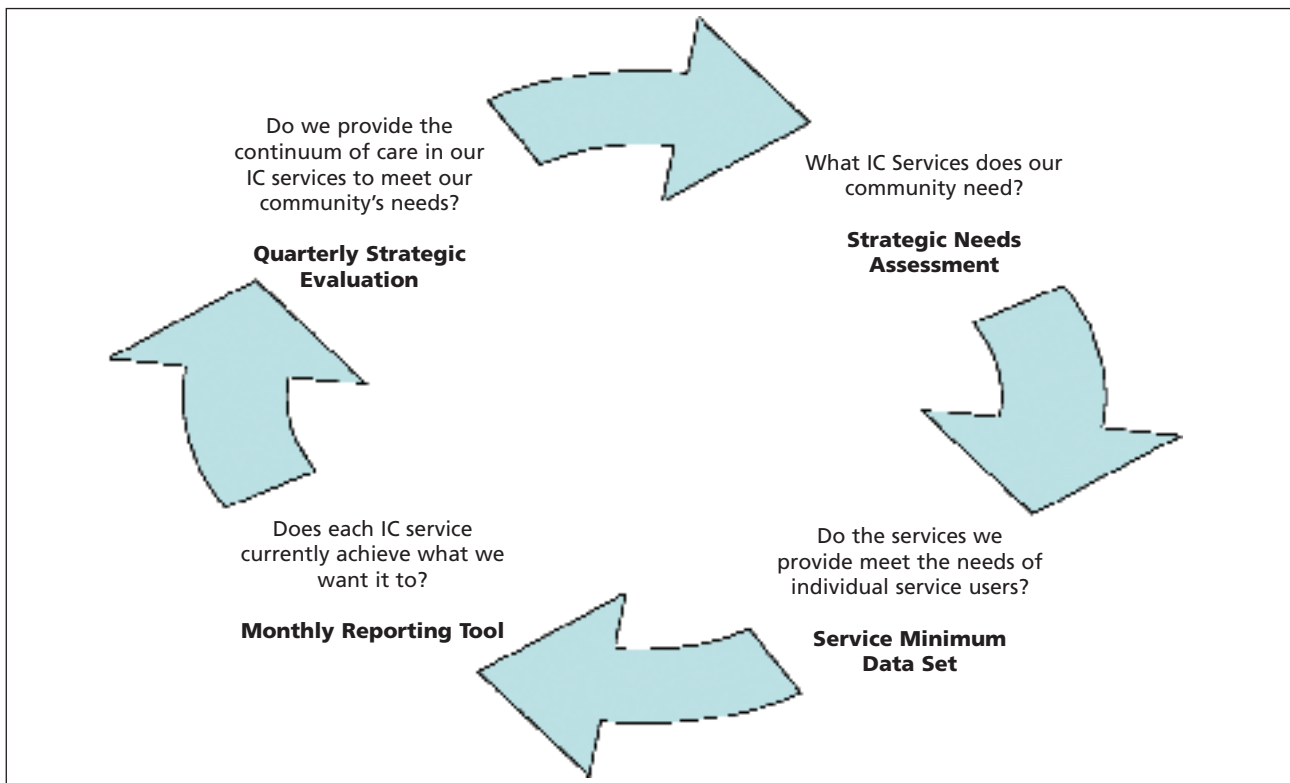 Do we provide the
continuum of care in our
IC services to meet our
community's needs?
Quarterly Strategic
Evaluation
What IC Services does our
community need?
Strategic Needs
Assessment
Do the services we
provide meet the needs of
individual service users?
Service Minimum
Data Set
Does each IC service
currently achieve what we
want it to?
Monthly Reporting Tool